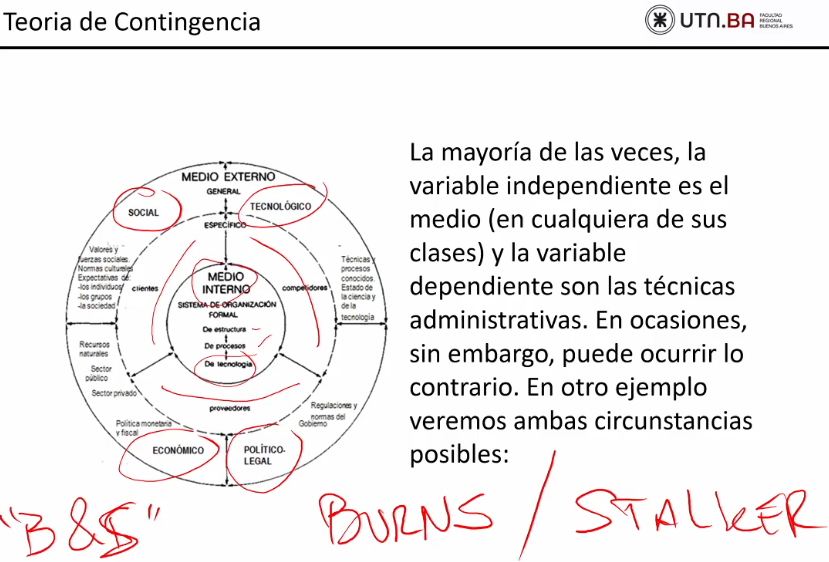 Teoria de Contingencia
UTN.BA
FACULTAD
REGIONAL
BUENOS AIRES
MEDIO EXTERNO
GENERAL
SOCIAL
TECNOLÓGICO
ESPECÍFICO
Valores y
fuerzas sociales.
Normas culturales
Expectativas de:
-los individuos
-los grupos
-la sociedad
clientes
MEDIO
INTERNO
SISTEMA DE ORGANIZACIÓN
FORMAL
De estructura
De procesos
De tecnología
competidores
Técnicas y
procesos
conocidos.
Estado de
la ciencia y
de la
tecnología
Recursos
naturales
Sector
público
Sector privado
Política monetaria
y fiscal
proveedores
Regulaciones y
normas del
Gobierno
ECONÓMICO
POLÍTICO-
LEGAL
La mayoría de las veces, la
variable independiente es el
medio (en cualquiera de sus
clases) y la variable
dependiente son las técnicas
administrativas. En ocasiones,
sin embargo, puede ocurrir lo
contrario. En otro ejemplo
veremos ambas circunstancias
posibles:
"B&S"
BURNS / STALKER